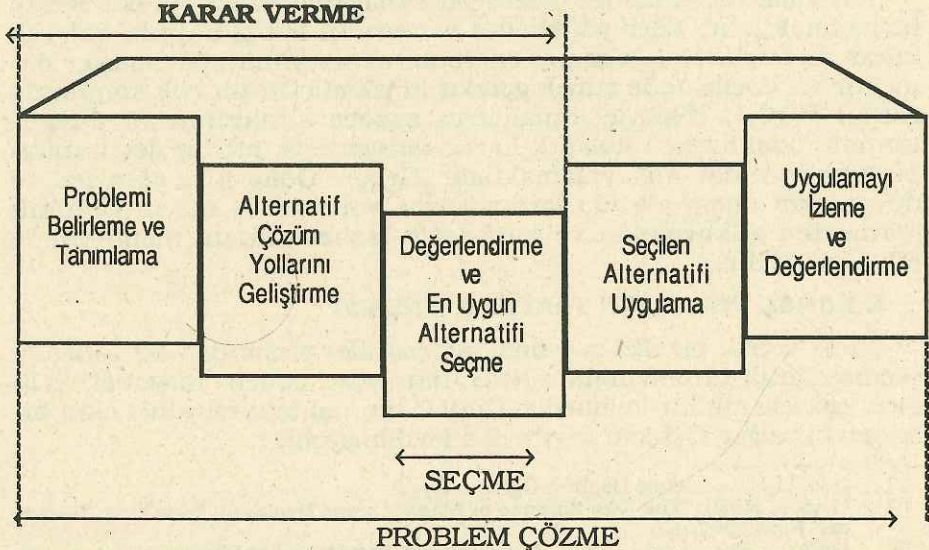 KARAR VERME
Problemi
Belirleme ve
Tanımlama
Alternatif
Çözüm
Yollarını
Geliştirme
Değerlendirme
ve
En Uygun
Alternatifi
Seçme
Seçilen
Alternatifi
Uygulama
Uygulamayı
İzleme
ve
Değerlendirme
SEÇME
PROBLEM ÇÖZME